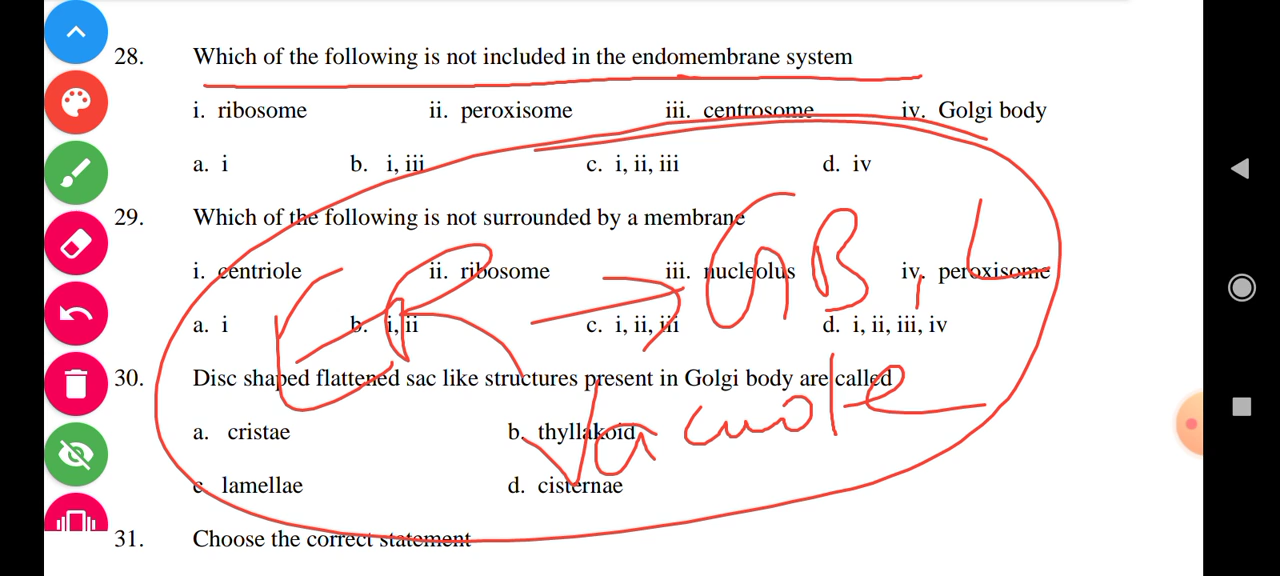 28. Which of the following is not included in the endomembrane system
i. ribosome ii. peroxisome iii. centrosome iv. Golgi body
a. i b. i, iii c. i, ii, iii d. iv
29. Which of the following is not surrounded by a membrane
i. centriole ii. ribosome iii. nucleolus iv. peroxisome
a. i b. i, ii c. i, ii, iii d. i, ii, iii, iv
ER → GB, L
30. Disc shaped flattened sac like structures present in Golgi body are called
a. cristae b. thyllakoid
Vacuole
c. lamellae d. cisternae
31. Choose the correct statement